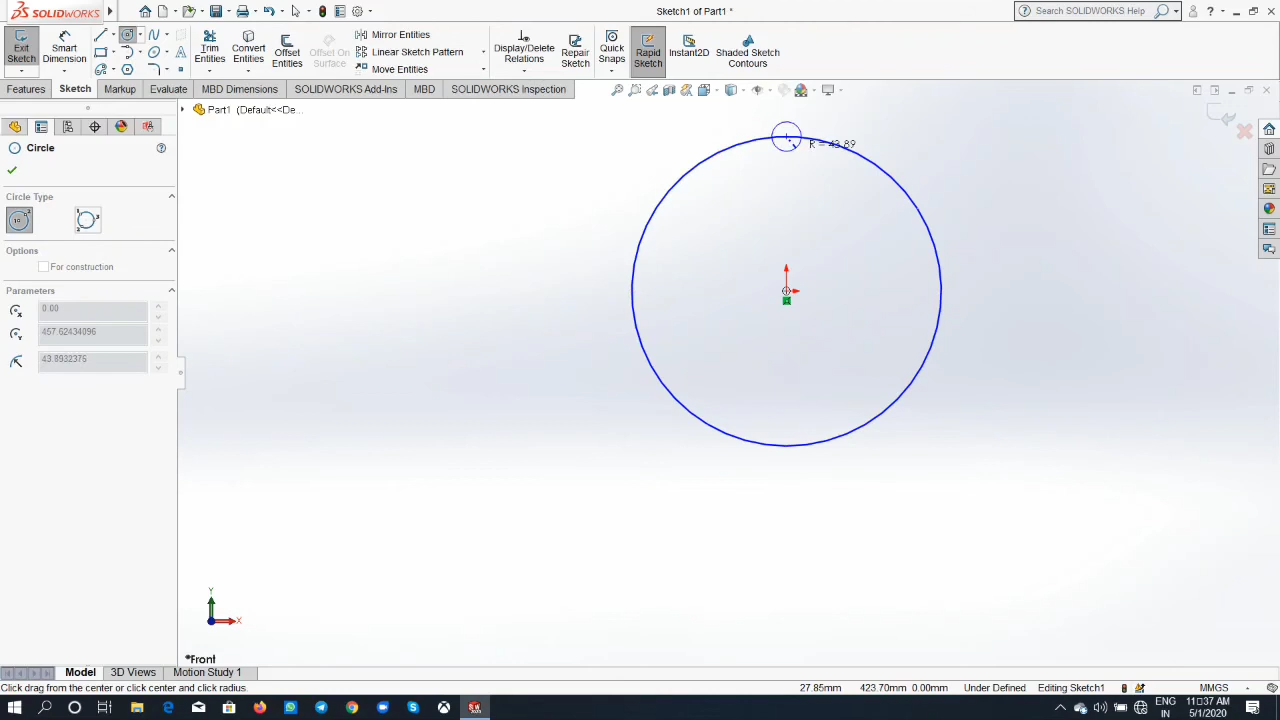 SOLIDWORKS
Sketch1 of Part1 *
Search SOLIDWORKS Help
Exit Sketch
Smart Dimension
Trim Entities
Convert Entities
Offset Entities
Offset On Surface
Mirror Entities
Linear Sketch Pattern
Move Entities
Display/Delete Relations
Repair Sketch
Quick Snaps
Rapid Sketch
Instant2D
Shaded Sketch Contours
Features
Sketch
Markup
Evaluate
MBD Dimensions
SOLIDWORKS Add-Ins
MBD
SOLIDWORKS Inspection
Part1 (Default<<De...
Circle
Circle Type
Options
For construction
Parameters
0.00
457.62434096
43.8932375
R = 43.89
Y
X
*Front
Model
3D Views
Motion Study 1
Click drag from the center or click center and click radius.
27.85mm
423.70mm 0.00mm
Under Defined
Editing Sketch1
MMGS
ENG
IN
11:37 AM
5/1/2020